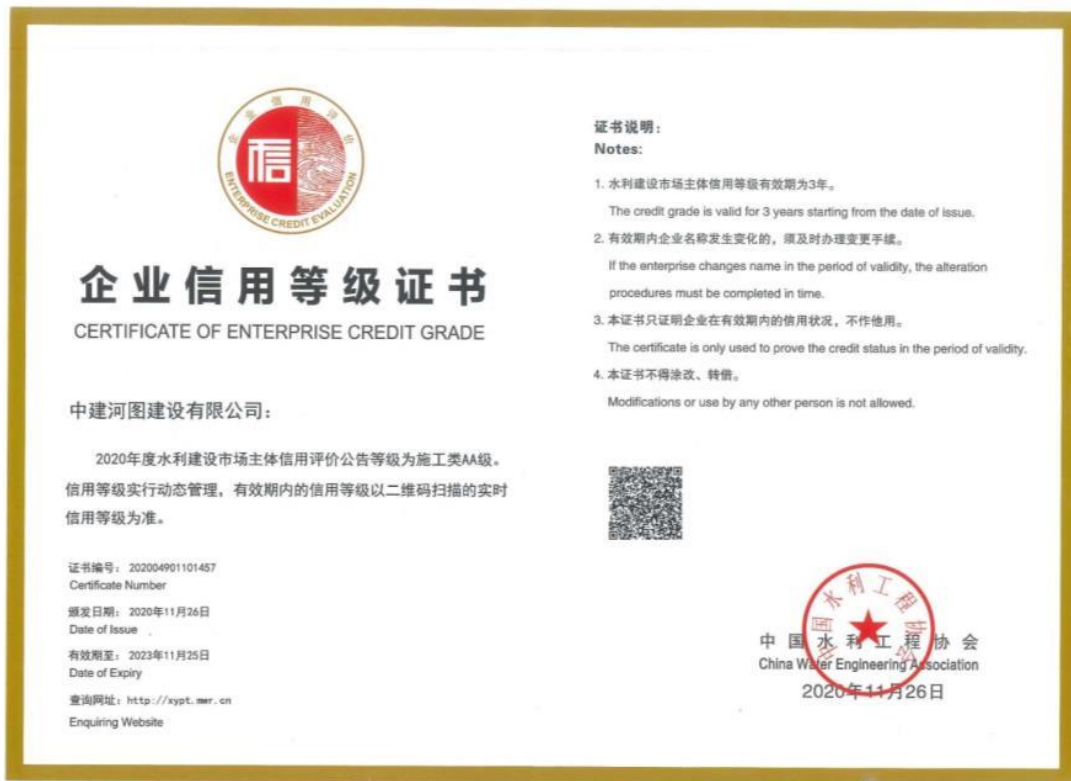 企业信用评价
信
ENTERPRISE CREDIT EVALUATION
企业信用等级证书
CERTIFICATE OF ENTERPRISE CREDIT GRADE
中建河图建设有限公司：
2020年度水利建设市场主体信用评价公告等级为施工类AA级。
信用等级实行动态管理，有效期内的信用等级以二维码扫描的实时
信用等级为准。
证书编号： 202004901101457
Certificate Number
颁发日期： 2020年11月26日
Date of Issue
有效期至： 2023年11月25日
Date of Expiry
查询网址：http://xypt.mwr.cn
Enquiring Website
证书说明：
Notes:
1. 水利建设市场主体信用等级有效期为3年。
The credit grade is valid for 3 years starting from the date of issue.
2. 有效期内企业名称发生变化的，须及时办理变更手续。
If the enterprise changes name in the period of validity, the alteration
procedures must be completed in time.
3. 本证书只证明企业在有效期内的信用状况，不作他用。
The certificate is only used to prove the credit status in the period of validity.
4. 本证书不得涂改、转借。
Modifications or use by any other person is not allowed.
中国水利工程协会
中国水利工程协会
China Water Engineering Association
2020年11月26日